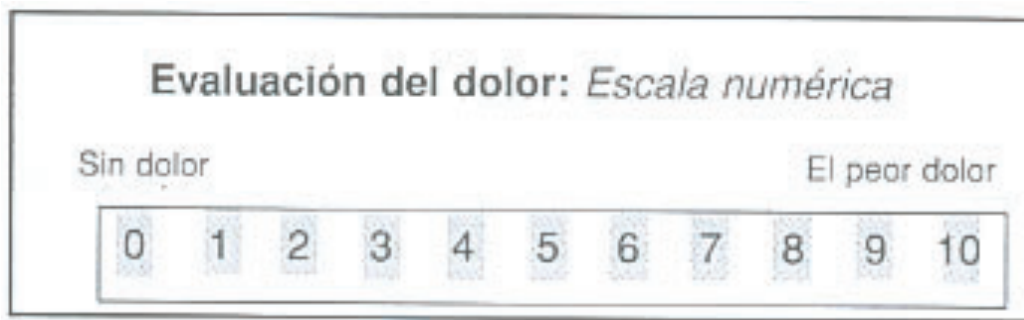 Evaluación del dolor: Escala numérica
Sin dolor El peor dolor
0 1 2 3 4 5 6 7 8 9 10